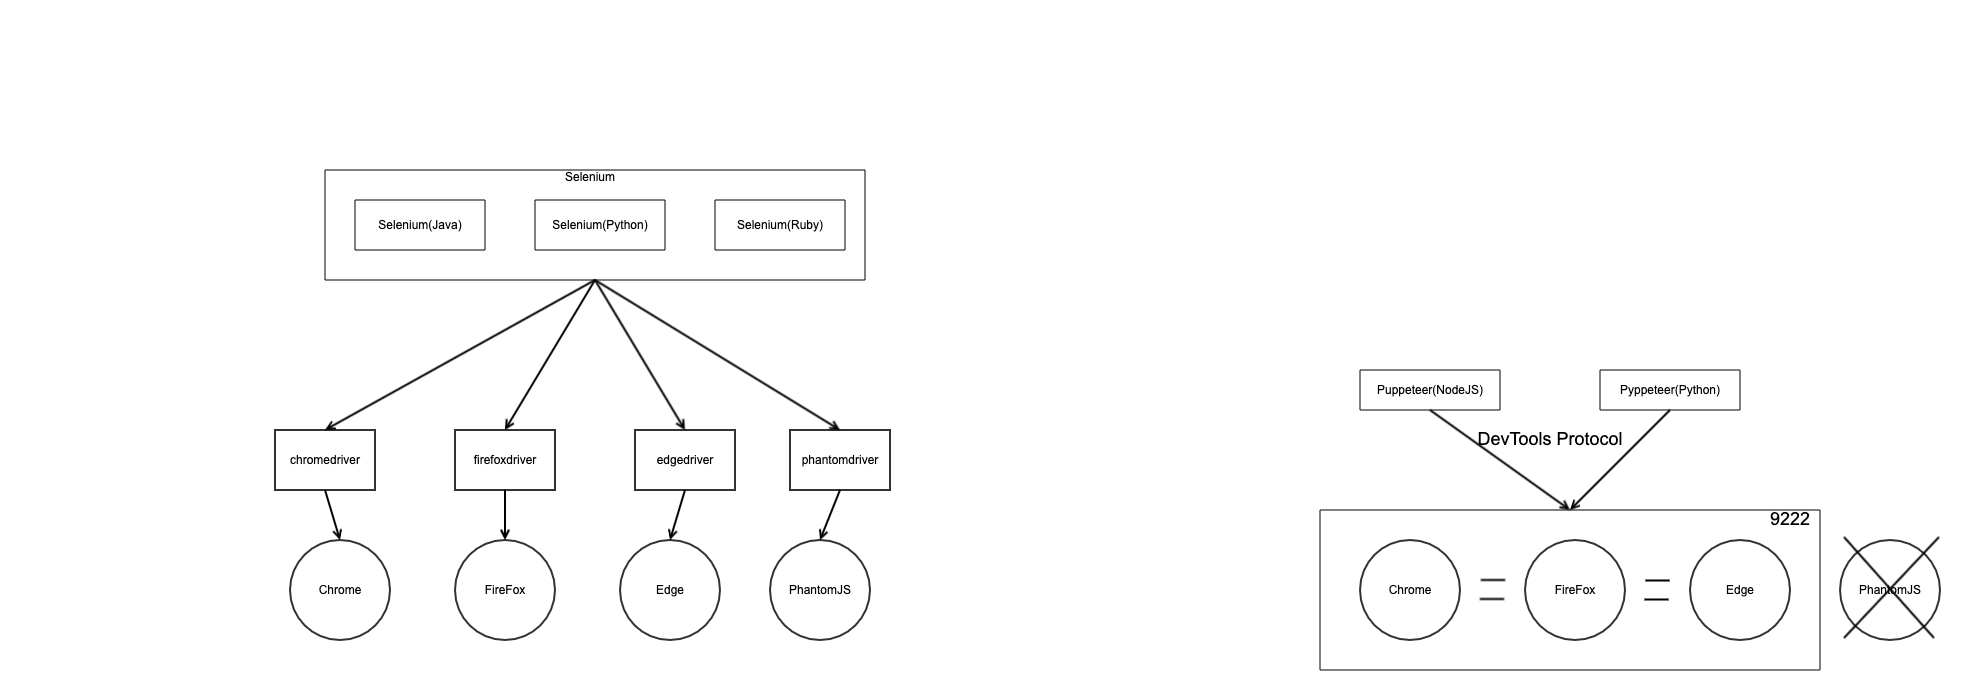 Selenium
Selenium(Java)
Selenium(Python)
Selenium(Ruby)
chromedriver
firefoxdriver
edgedriver
phantomdriver
Chrome
FireFox
Edge
PhantomJS
Puppeteer(NodeJS)
Pyppeteer(Python)
DevTools Protocol
9222
Chrome
FireFox
Edge
PhantomJS